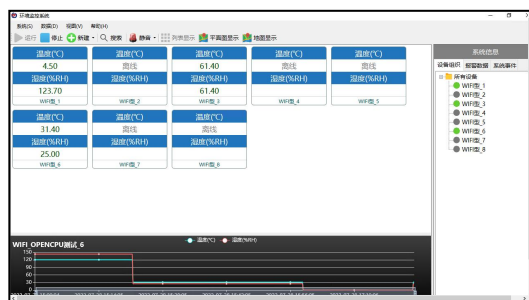 环境监控系统
系统(S) 数据(D) 视图(V) 帮助(H)
运行 停止 新建 搜索 静音 列表显示 平面图显示 地图显示
温度(℃) 温度(℃) 温度(℃) 温度(℃) 温度(℃)
4.50 离线 61.40 离线 离线
湿度(%RH) 湿度(%RH) 湿度(%RH) 湿度(%RH) 湿度(%RH)
123.70 61.40
WIFI型_1 WIFI型_2 WIFI型_3 WIFI型_4 WIFI型_5
温度(℃) 温度(℃) 温度(℃)
31.40 离线 离线
湿度(%RH) 湿度(%RH) 湿度(%RH)
25.00
WIFI型_6 WIFI型_7 WIFI型_8
系统信息
设备组织 报警数据 系统事件
所有设备
WIFI型_1
WIFI型_2
WIFI型_3
WIFI型_4
WIFI型_5
WIFI型_6
WIFI型_7
WIFI型_8
WIFI_OPENCPU测试_6
温度(℃) 湿度(%RH)
150
120
90
60
30
0